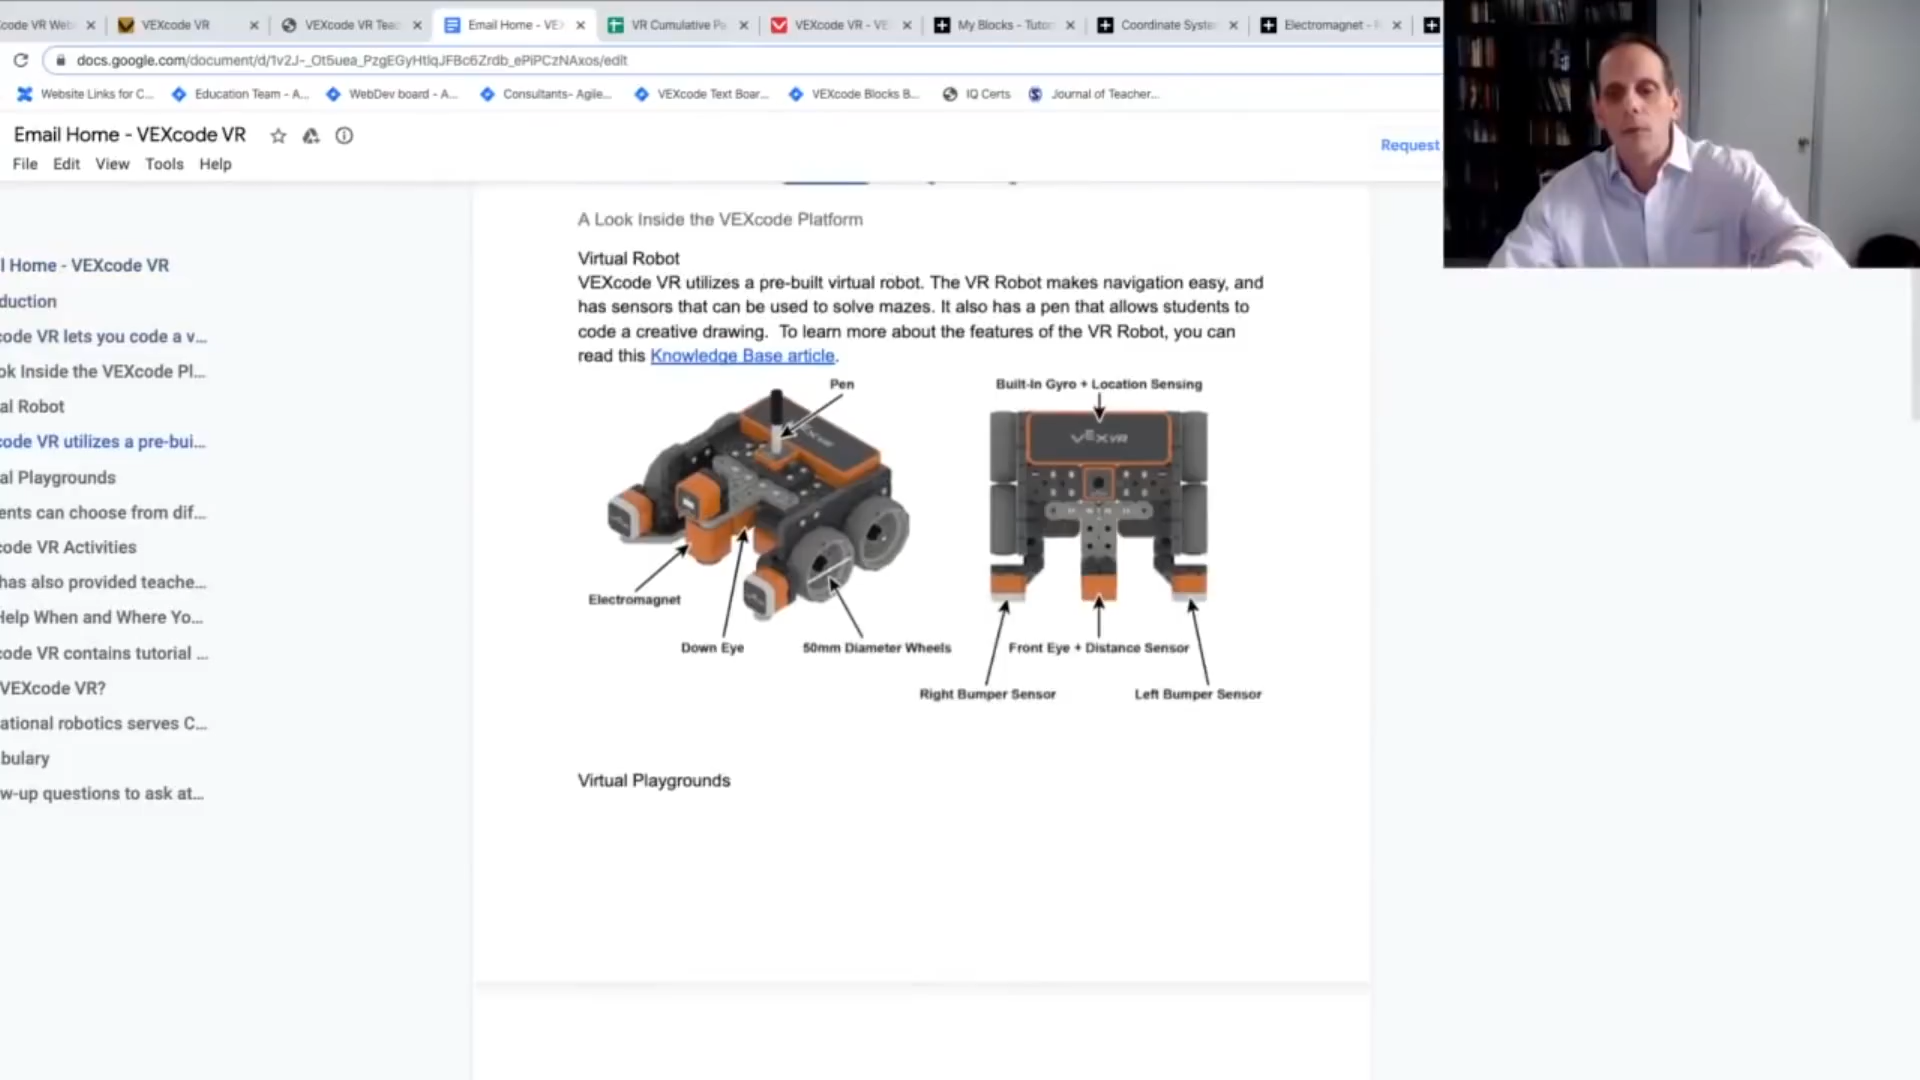 code VR Web
VEXcode VR
VEXcode VR Teac
Email Home - VEX
VR Cumulative Pa
VEXcode VR - VE
My Blocks - Tutor
Coordinate Syste
Electromagnet -
docs.google.com/document/d/1v2J-_Ot5uea_PzgEGyHtlqJFBc6Zrdb_ePiPCzNAxos/edit
Website Links for C...
Education Team - A...
WebDev board - A...
Consultants- Agile...
VEXcode Text Boar...
VEXcode Blocks B...
IQ Certs
Journal of Teacher...
Email Home - VEXcode VR
File Edit View Tools Help
Request
l Home - VEXcode VR
duction
code VR lets you code a v...
ok Inside the VEXcode Pl...
al Robot
code VR utilizes a pre-bui...
al Playgrounds
ents can choose from dif...
code VR Activities
has also provided teache...
Help When and Where Yo...
code VR contains tutorial ...
VEXcode VR?
ational robotics serves C...
bulary
w-up questions to ask at...
A Look Inside the VEXcode Platform
Virtual Robot
VEXcode VR utilizes a pre-built virtual robot. The VR Robot makes navigation easy, and
has sensors that can be used to solve mazes. It also has a pen that allows students to
code a creative drawing. To learn more about the features of the VR Robot, you can
read this Knowledge Base article.
Pen
Built-In Gyro + Location Sensing
VEXVR
Electromagnet
Down Eye
50mm Diameter Wheels
Front Eye + Distance Sensor
Right Bumper Sensor
Left Bumper Sensor
Virtual Playgrounds